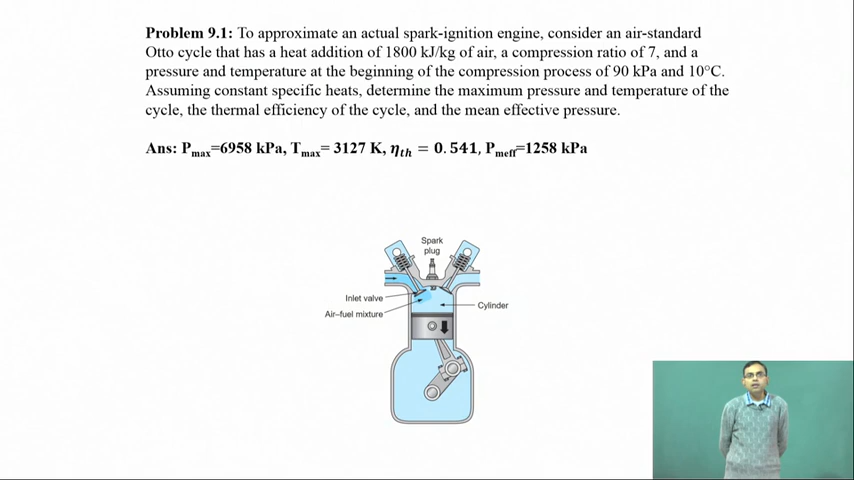 Problem 9.1: To approximate an actual spark-ignition engine, consider an air-standard
Otto cycle that has a heat addition of 1800 kJ/kg of air, a compression ratio of 7, and a
pressure and temperature at the beginning of the compression process of 90 kPa and 10°C.
Assuming constant specific heats, determine the maximum pressure and temperature of the
cycle, the thermal efficiency of the cycle, and the mean effective pressure.
Ans: Pmax=6958 kPa, Tmax= 3127 K, ηth = 0.541, Pmeff=1258 kPa
Spark
plug
Inlet valve
Air–fuel mixture
Cylinder